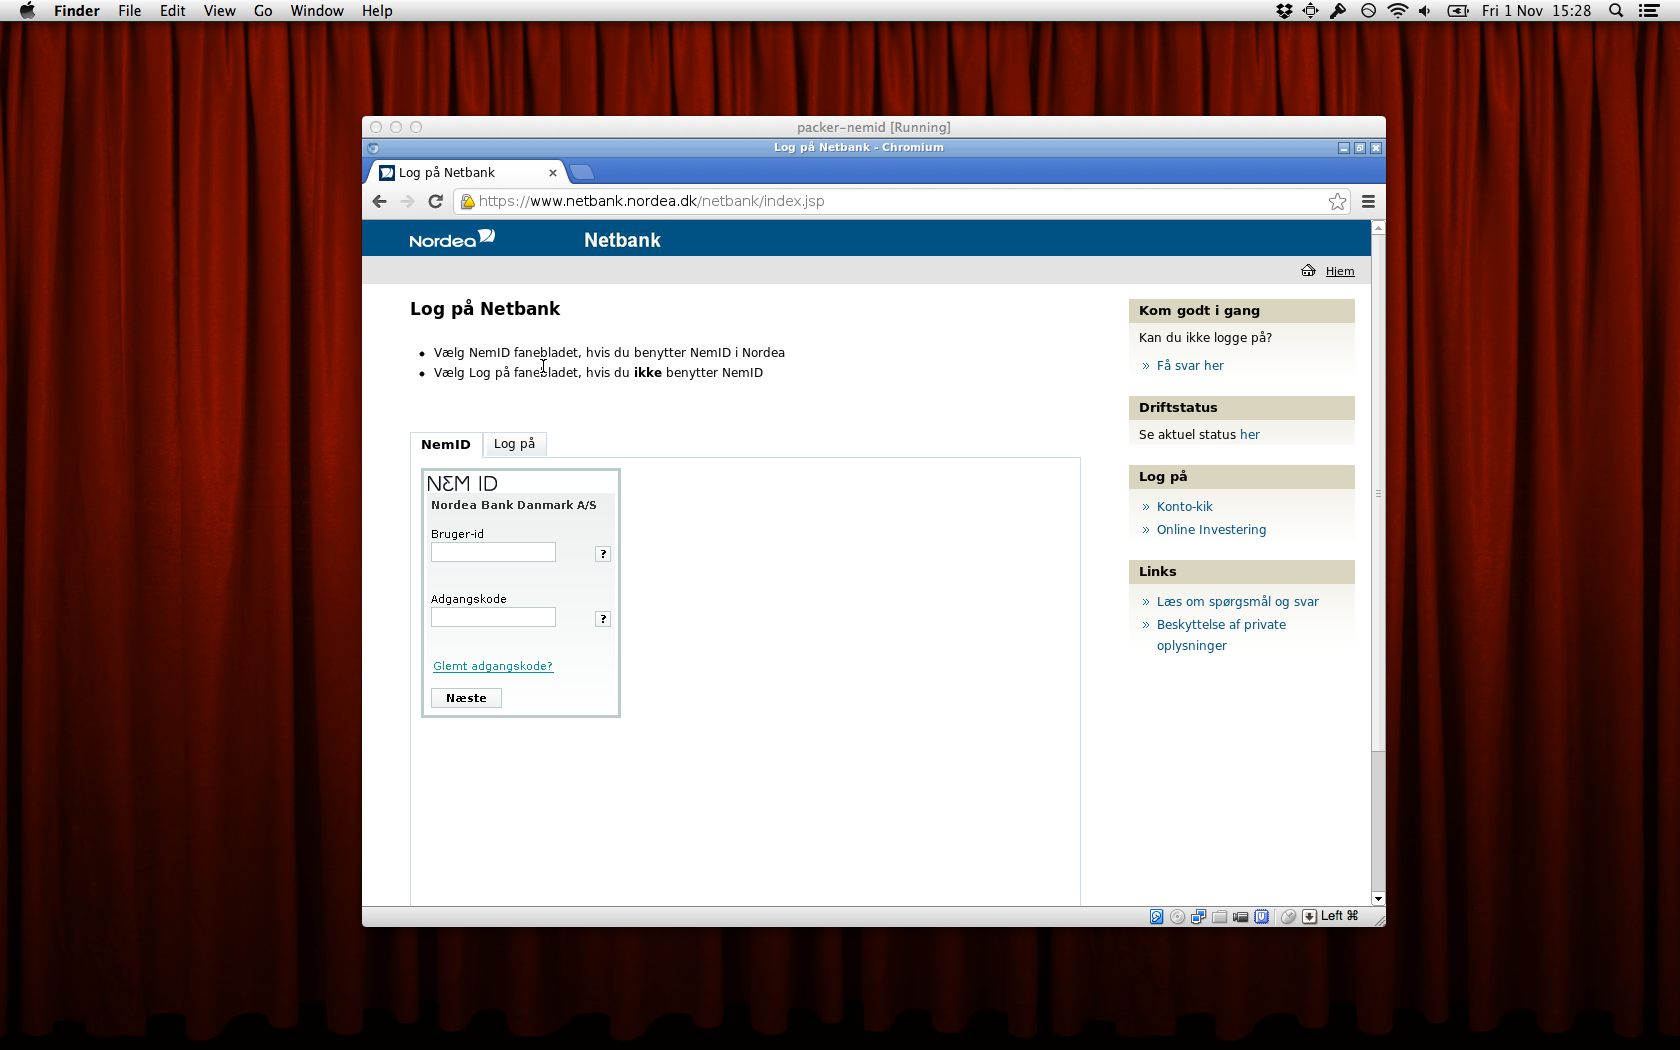 Finder File Edit View Go Window Help
Fri 1 Nov 15:28
packer-nemid [Running]
Log på Netbank - Chromium
Log på Netbank
https://www.netbank.nordea.dk/netbank/index.jsp
Nordea
Netbank
Hjem
Log på Netbank
Vælg NemID fanebladet, hvis du benytter NemID i Nordea
Vælg Log på fanebladet, hvis du ikke benytter NemID
NemID
Log på
NEM ID
Nordea Bank Danmark A/S
Bruger-id
?
Adgangskode
?
Glemt adgangskode?
Næste
Kom godt i gang
Kan du ikke logge på?
» Få svar her
Driftstatus
Se aktuel status her
Log på
» Konto-kik
» Online Investering
Links
» Læs om spørgsmål og svar
» Beskyttelse af private
oplysninger
Left ⌘